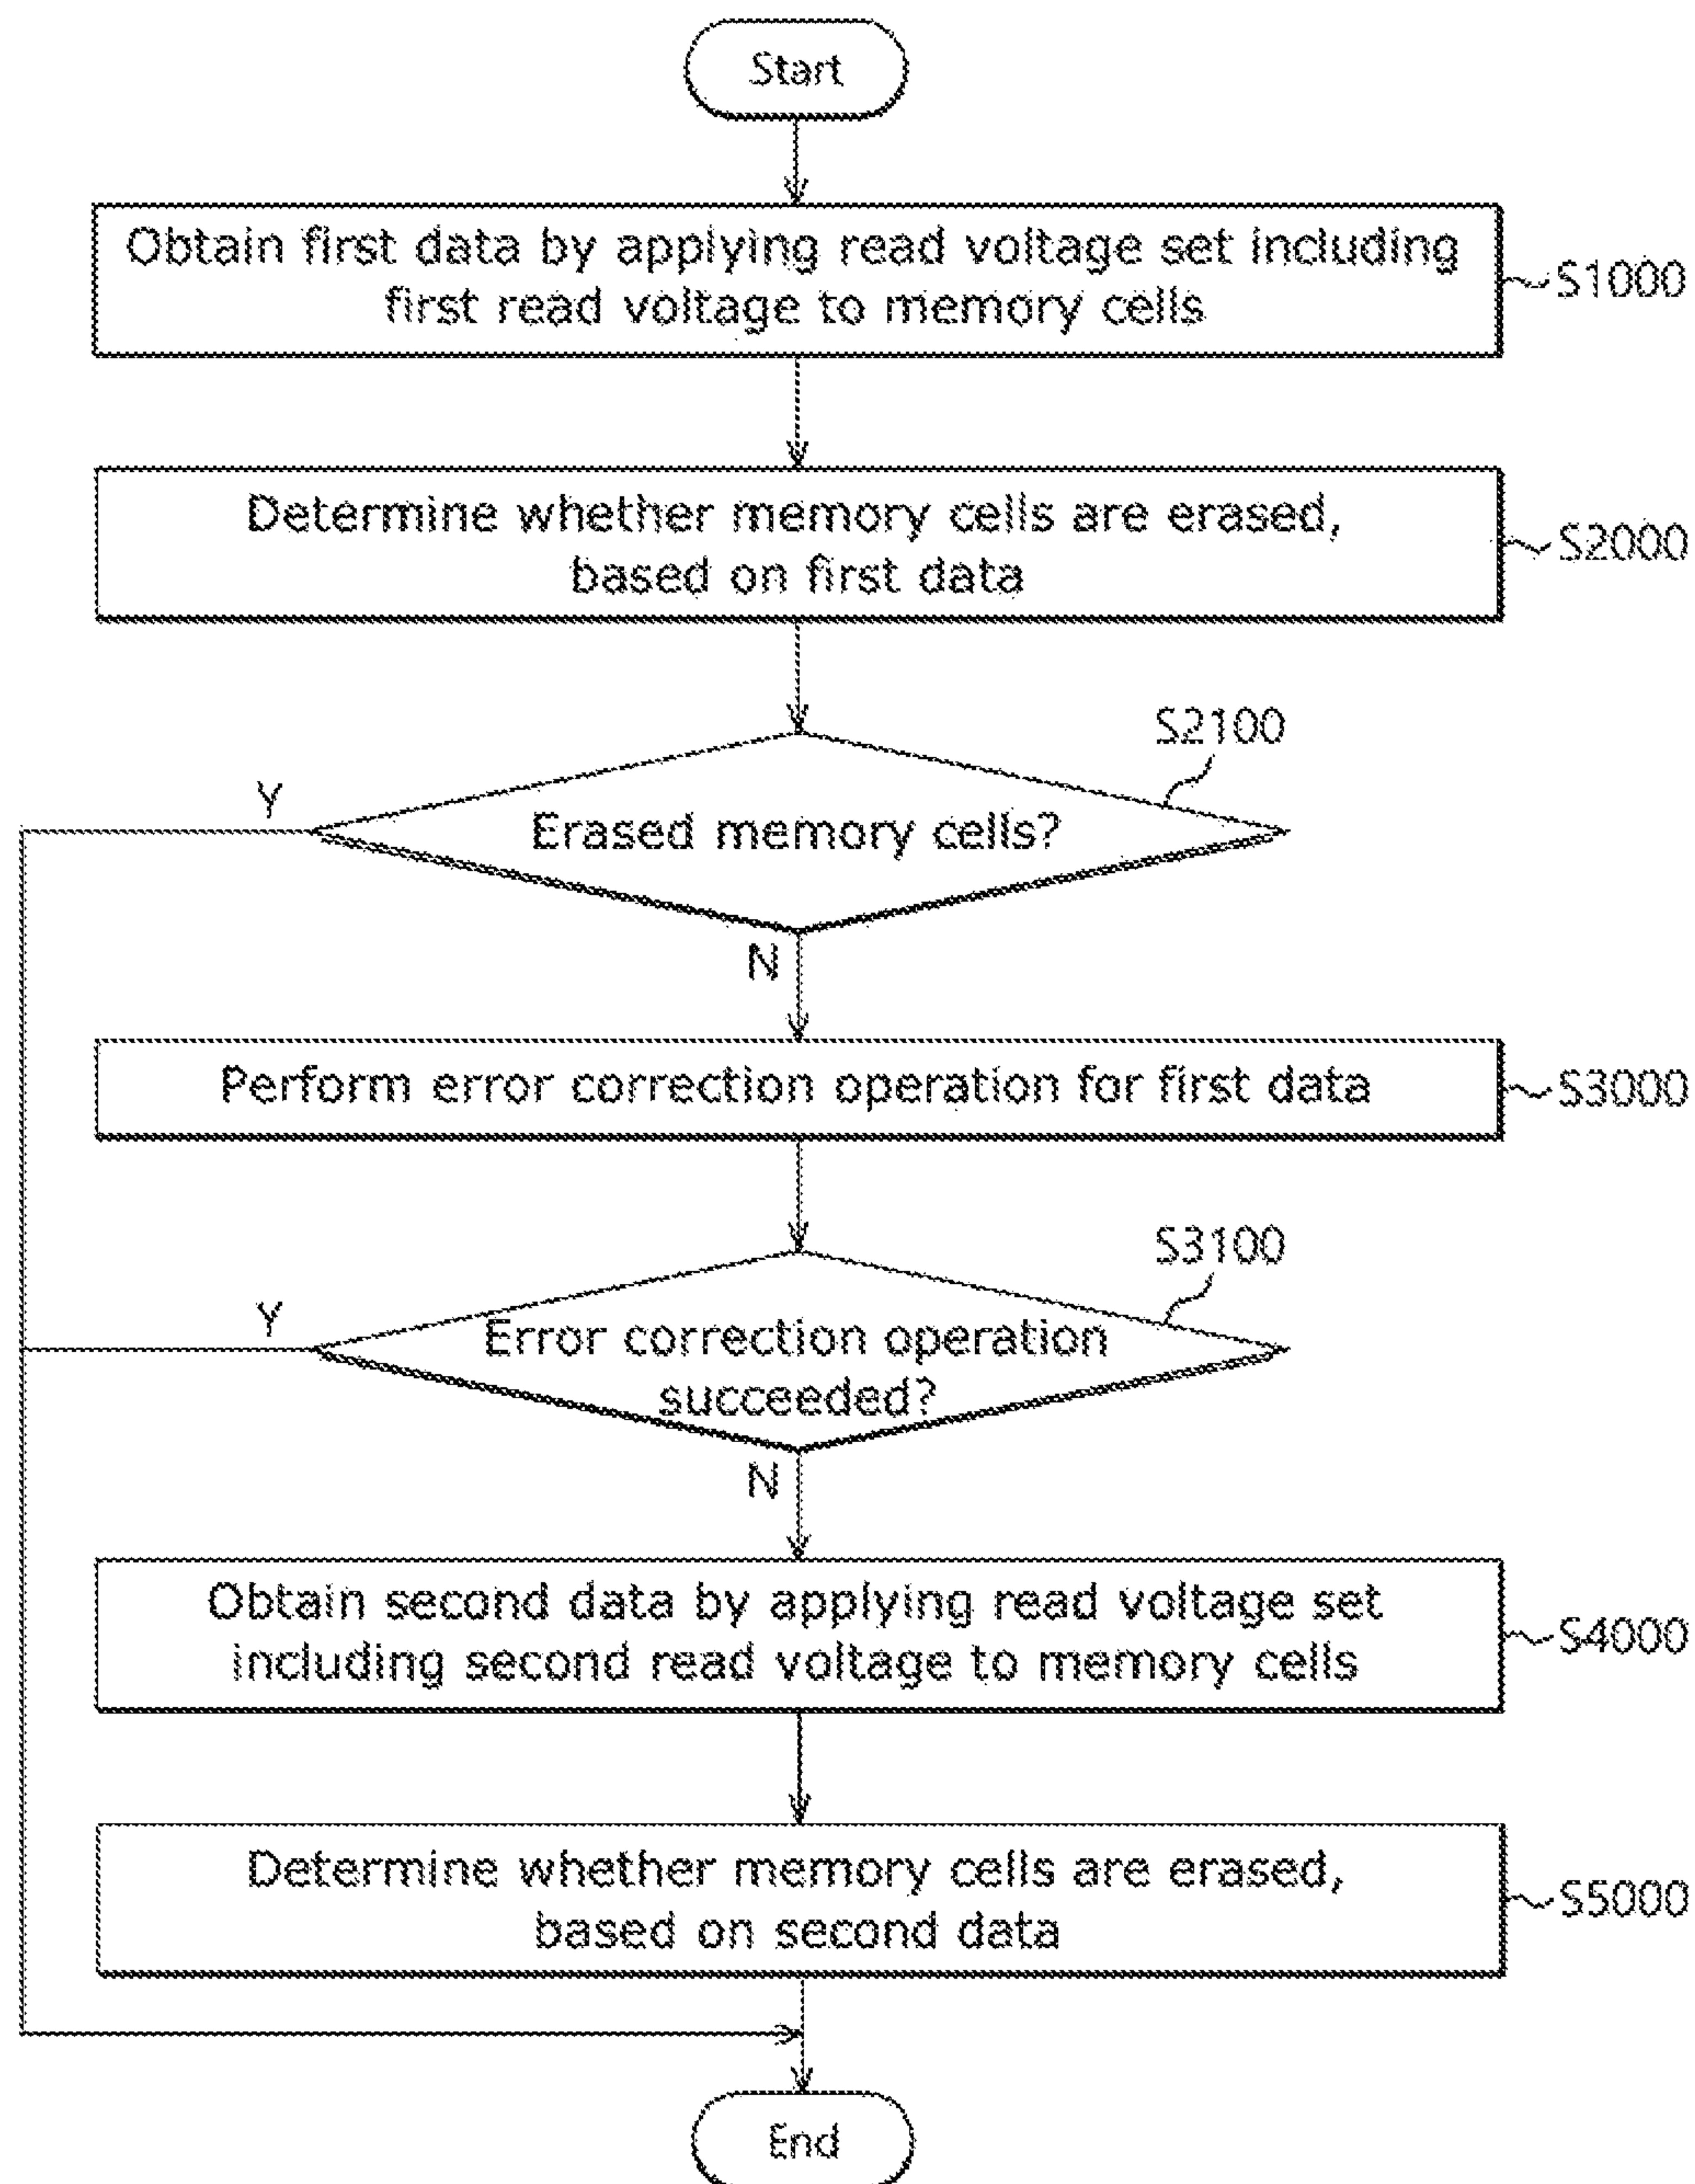 Start
Obtain first data by applying read voltage set including
first read voltage to memory cells
S1000
Determine whether memory cells are erased,
based on first data
S2000
S2100
Y
Erased memory cells?
N
Perform error correction operation for first data
S3000
S3100
Y
Error correction operation
succeeded?
N
Obtain second data by applying read voltage set
including second read voltage to memory cells
S4000
Determine whether memory cells are erased,
based on second data
S5000
End